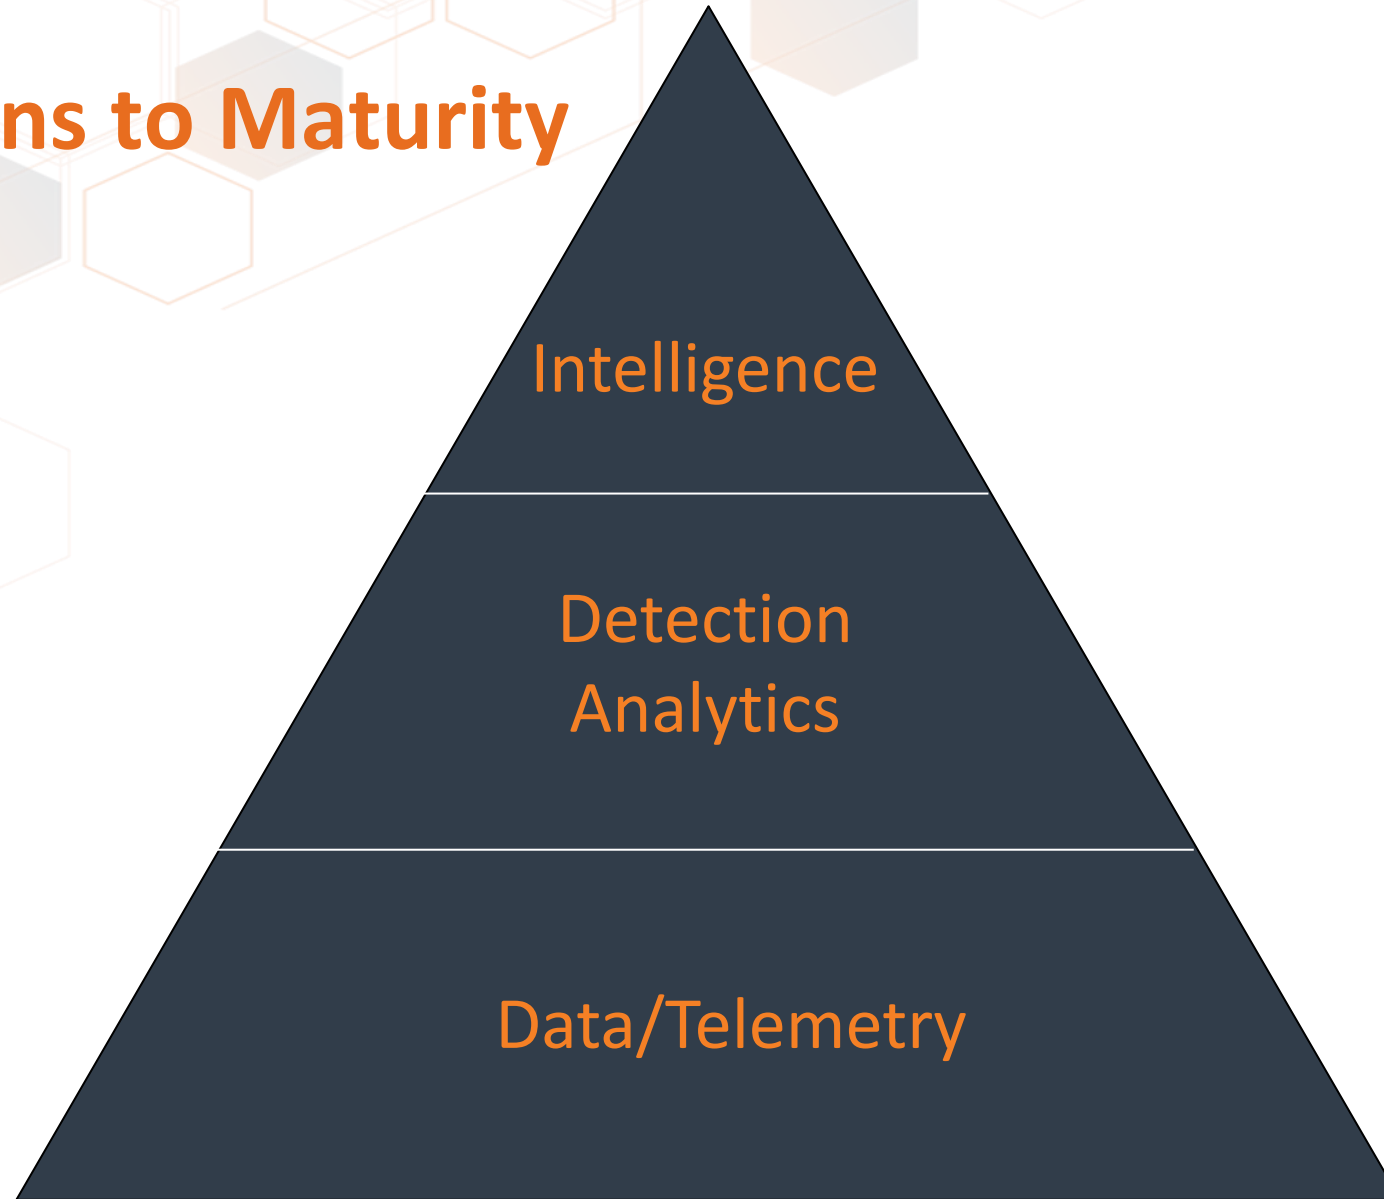 ns to Maturity
Intelligence
Detection
Analytics
Data/Telemetry